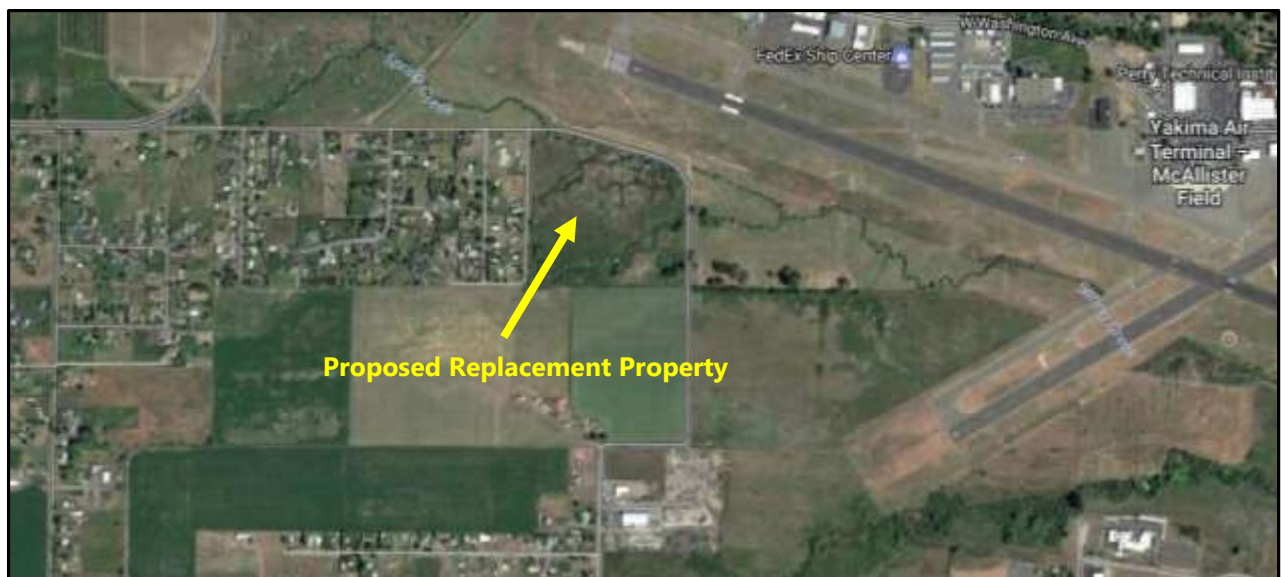 W Washington Ave
FedEx Ship Center
Perry Technical Instit
Yakima Air
Terminal –
McAllister
Field
Proposed Replacement Property